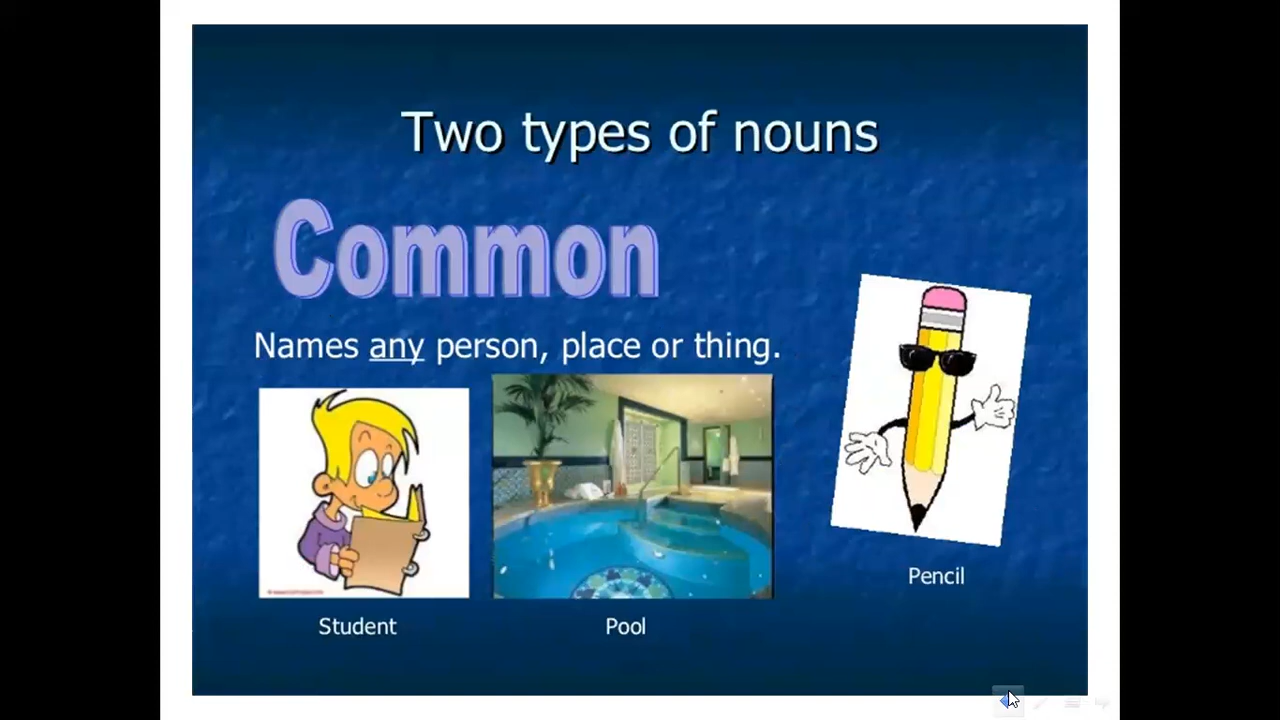 Two types of nouns
Common
Names any person, place or thing.
Student
Pool
Pencil